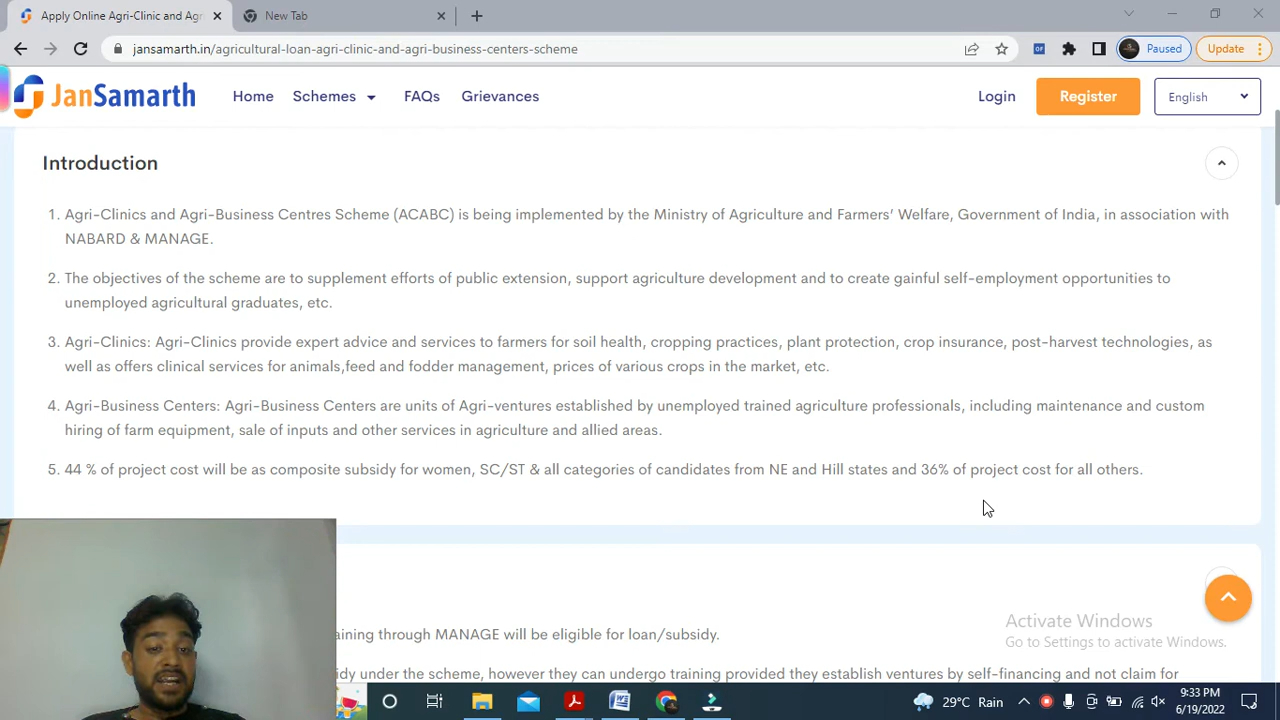 Apply Online Agri-Clinic and Agr
New Tab
jansamarth.in/agricultural-loan-agri-clinic-and-agri-business-centers-scheme
Paused
Update
JanSamarth
Home
Schemes
FAQs
Grievances
Login
Register
English
Introduction
1. Agri-Clinics and Agri-Business Centres Scheme (ACABC) is being implemented by the Ministry of Agriculture and Farmers' Welfare, Government of India, in association with
NABARD & MANAGE.
2. The objectives of the scheme are to supplement efforts of public extension, support agriculture development and to create gainful self-employment opportunities to
unemployed agricultural graduates, etc.
3. Agri-Clinics: Agri-Clinics provide expert advice and services to farmers for soil health, cropping practices, plant protection, crop insurance, post-harvest technologies, as
well as offers clinical services for animals,feed and fodder management, prices of various crops in the market, etc.
4. Agri-Business Centers: Agri-Business Centers are units of Agri-ventures established by unemployed trained agriculture professionals, including maintenance and custom
hiring of farm equipment, sale of inputs and other services in agriculture and allied areas.
5. 44 % of project cost will be as composite subsidy for women, SC/ST & all categories of candidates from NE and Hill states and 36% of project cost for all others.
aining through MANAGE will be eligible for loan/subsidy.
idy under the scheme, however they can undergo training provided they establish ventures by self-financing and not claim for
Activate Windows
Go to Settings to activate Windows.
29°C Rain
9:33 PM
6/19/2022